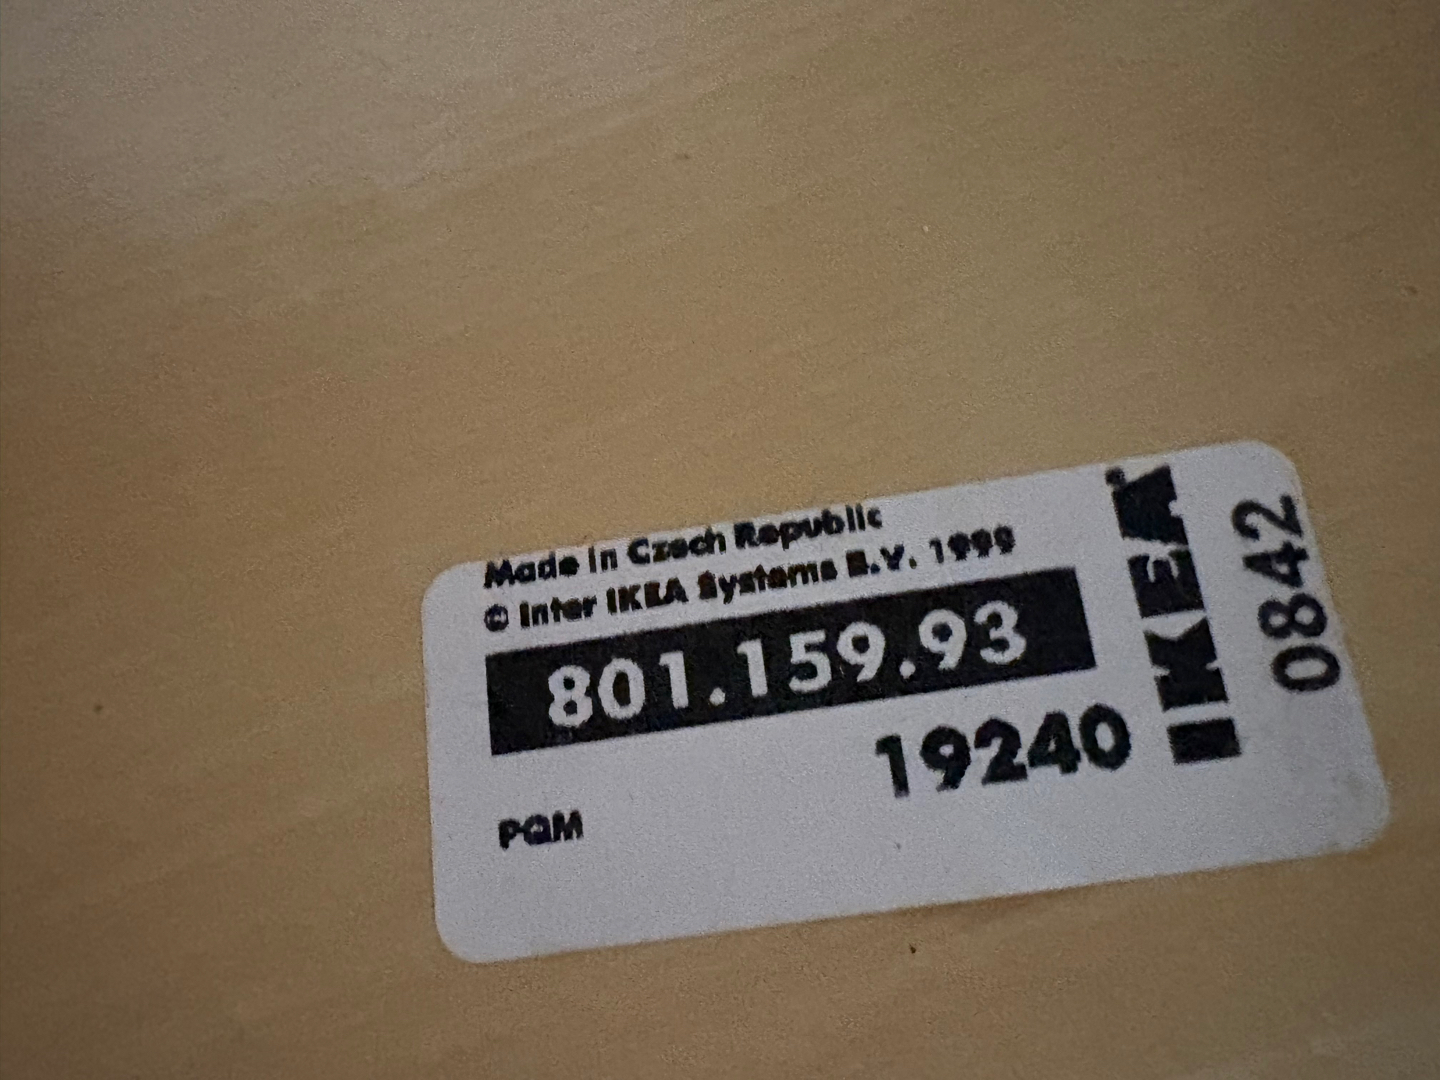 Made in Czech Republic
© Inter IKEA Systems B.V. 1999
801.159.93
19240
PQM
IKEA®
0842